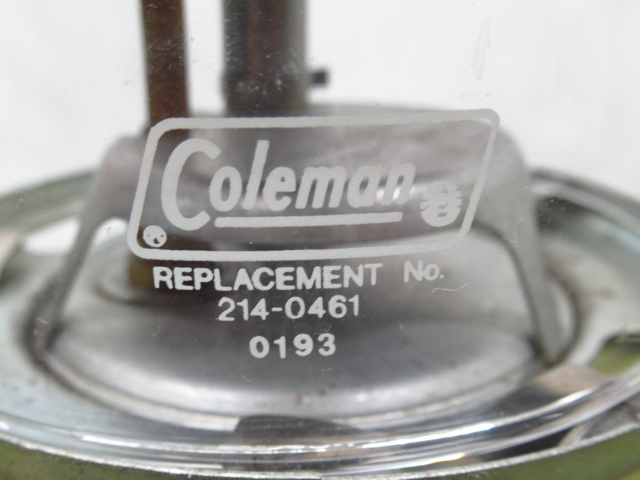 Coleman
REPLACEMENT No.
214-0461
0193